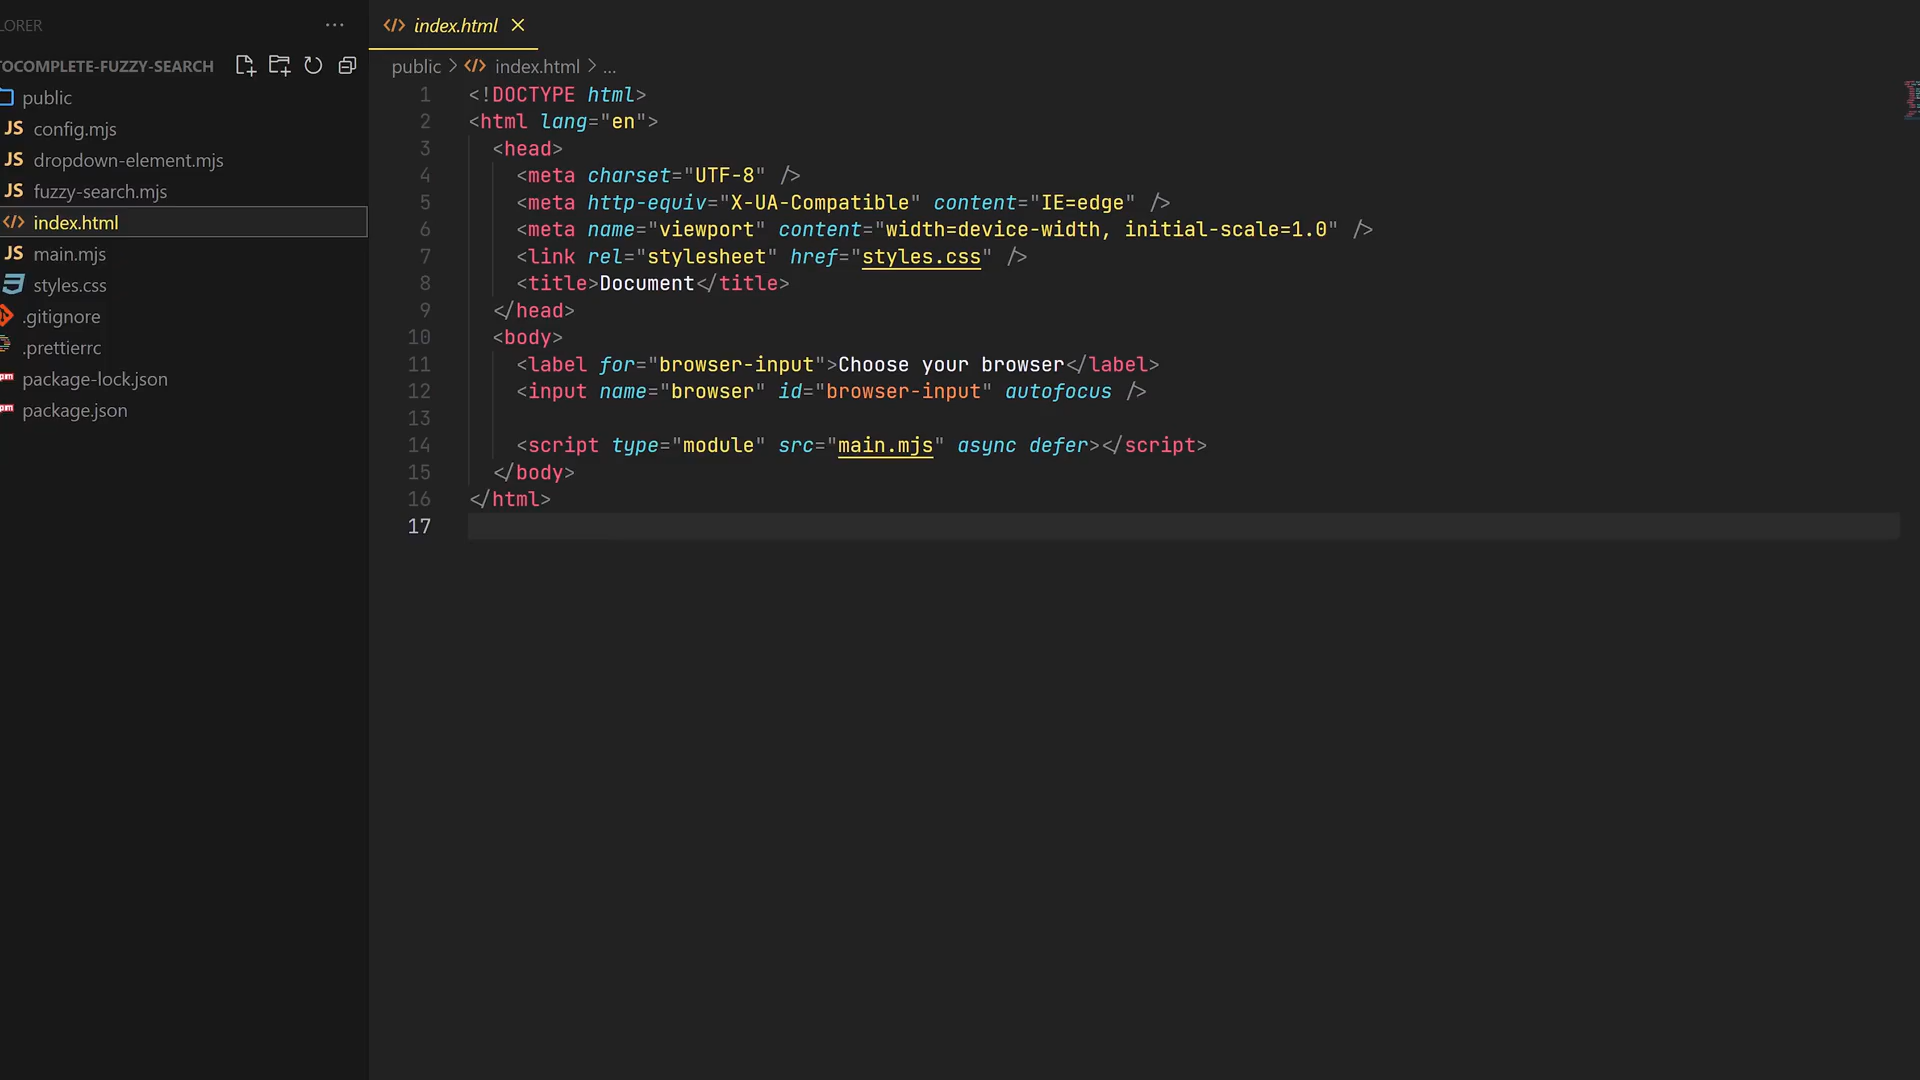 LORER
TOCOMPLETE-FUZZY-SEARCH
public
JS config.mjs
JS dropdown-element.mjs
JS fuzzy-search.mjs
index.html
JS main.mjs
styles.css
.gitignore
.prettierrc
package-lock.json
package.json
index.html
public > index.html > ...
1 <!DOCTYPE html>
2 <html lang="en">
3 <head>
4 <meta charset="UTF-8" />
5 <meta http-equiv="X-UA-Compatible" content="IE=edge" />
6 <meta name="viewport" content="width=device-width, initial-scale=1.0" />
7 <link rel="stylesheet" href="styles.css" />
8 <title>Document</title>
9 </head>
10 <body>
11 <label for="browser-input">Choose your browser</label>
12 <input name="browser" id="browser-input" autofocus />
13
14 <script type="module" src="main.mjs" async defer></script>
15 </body>
16 </html>
17